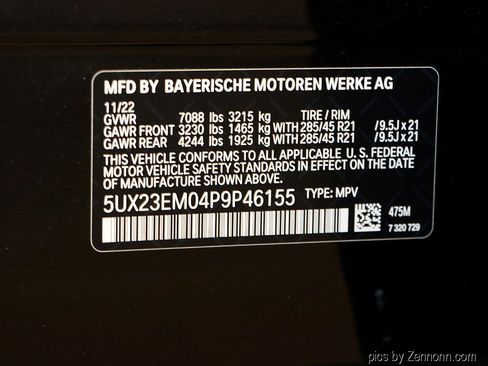 MFD BY BAYERISCHE MOTOREN WERKE AG
11/22
GVWR 7088 lbs 3215 kg TIRE / RIM
GAWR FRONT 3230 lbs 1465 kg WITH 285/45 R21 /9.5J x 21
GAWR REAR 4244 lbs 1925 kg WITH 285/45 R21 /9.5J x 21
THIS VEHICLE CONFORMS TO ALL APPLICABLE U. S. FEDERAL
MOTOR VEHICLE SAFETY STANDARDS IN EFFECT ON THE DATE
OF MANUFACTURE SHOWN ABOVE.
5UX23EM04P9P46155 TYPE: MPV
475M
7 320 729
pics by Zennonn.com